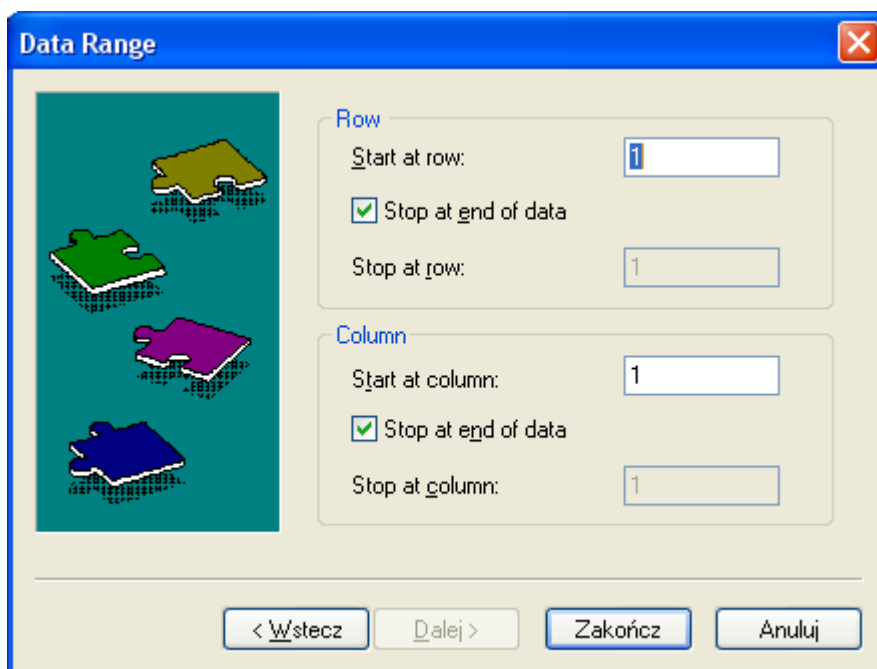 Data Range
Row
Start at row: 1
Stop at end of data
Stop at row: 1
Column
Start at column: 1
Stop at end of data
Stop at column: 1
< Wstecz Dalej > Zakończ Anuluj